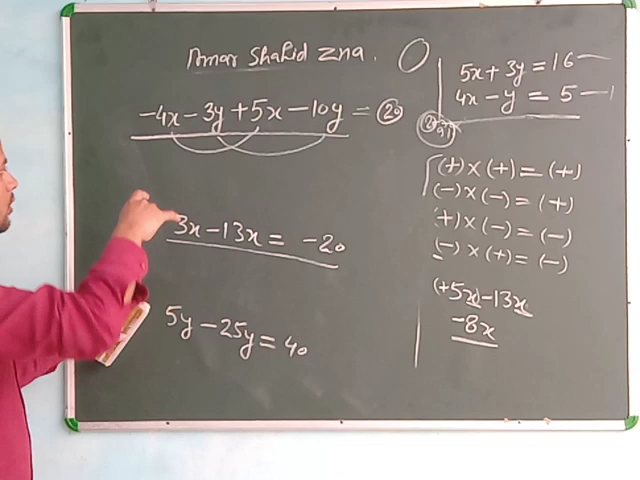 Amar Shahid zna.
-4x - 3y + 5x - 10y = 20
3x - 13x = -20
5y - 25y = 40
5x + 3y = 16 —
4x - y = 5 —1
(+) x (+) = (+)
(-) x (-) = (+)
(+) x (-) = (-)
(-) x (+) = (-)
(+5x) - 13x
-8x